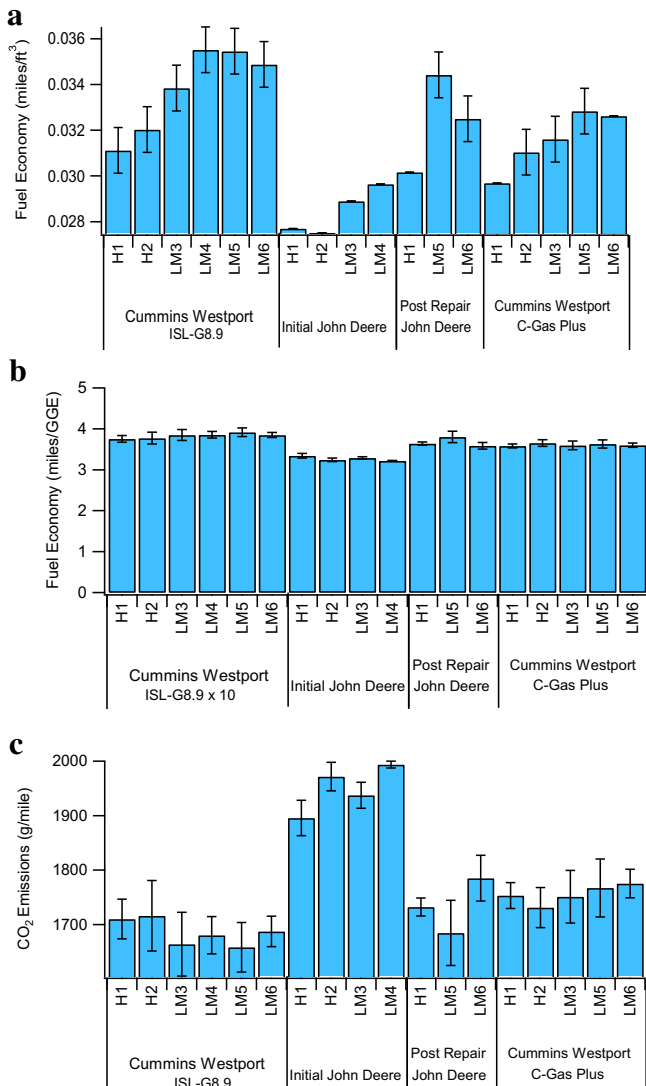 a
Fuel Economy (miles/ft³)
0.036
0.034
0.032
0.030
0.028
H1 H2 LM3 LM4 LM5 LM6 H1 H2 LM3 LM4 H1 LM5 LM6 H1 H2 LM3 LM5 LM6
Cummins Westport
ISL-G8.9
Initial John Deere
Post Repair
John Deere
Cummins Westport
C-Gas Plus
b
Fuel Economy (miles/GGE)
5
4
3
2
1
0
H1 H2 LM3 LM4 LM5 LM6 H1 H2 LM3 LM4 H1 LM5 LM6 H1 H2 LM3 LM5 LM6
Cummins Westport
ISL-G8.9 x 10
Initial John Deere
Post Repair
John Deere
Cummins Westport
C-Gas Plus
c
CO₂ Emissions (g/mile)
2000
1900
1800
1700
H1 H2 LM3 LM4 LM5 LM6 H1 H2 LM3 LM4 H1 LM5 LM6 H1 H2 LM3 LM5 LM6
Cummins Westport
ISL-G8.9
Initial John Deere
Post Repair
John Deere
Cummins Westport
C-Gas Plus